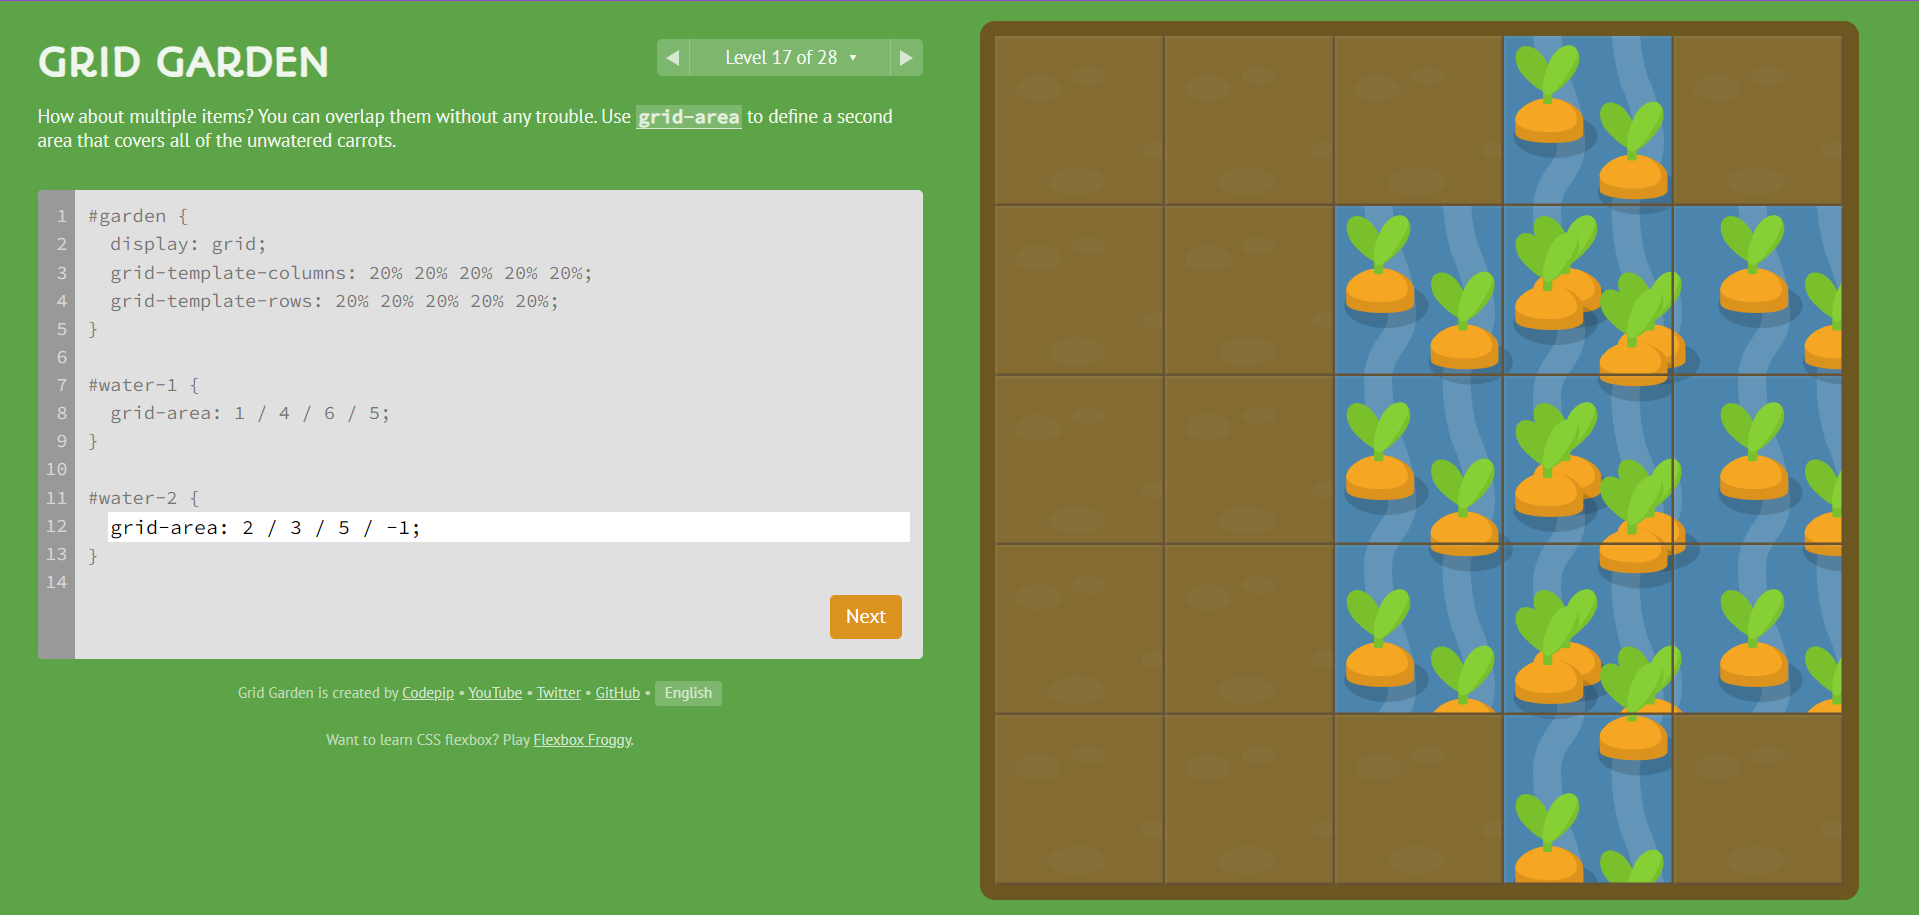 GRID GARDEN
◀ Level 17 of 28 ▼ ▶
How about multiple items? You can overlap them without any trouble. Use grid-area to define a second
area that covers all of the unwatered carrots.
1 #garden {
2 display: grid;
3 grid-template-columns: 20% 20% 20% 20% 20%;
4 grid-template-rows: 20% 20% 20% 20% 20%;
5 }
6
7 #water-1 {
8 grid-area: 1 / 4 / 6 / 5;
9 }
10
11 #water-2 {
12 grid-area: 2 / 3 / 5 / -1;
13 }
14
Next
Grid Garden is created by Codepip • YouTube • Twitter • GitHub • English
Want to learn CSS flexbox? Play Flexbox Froggy.